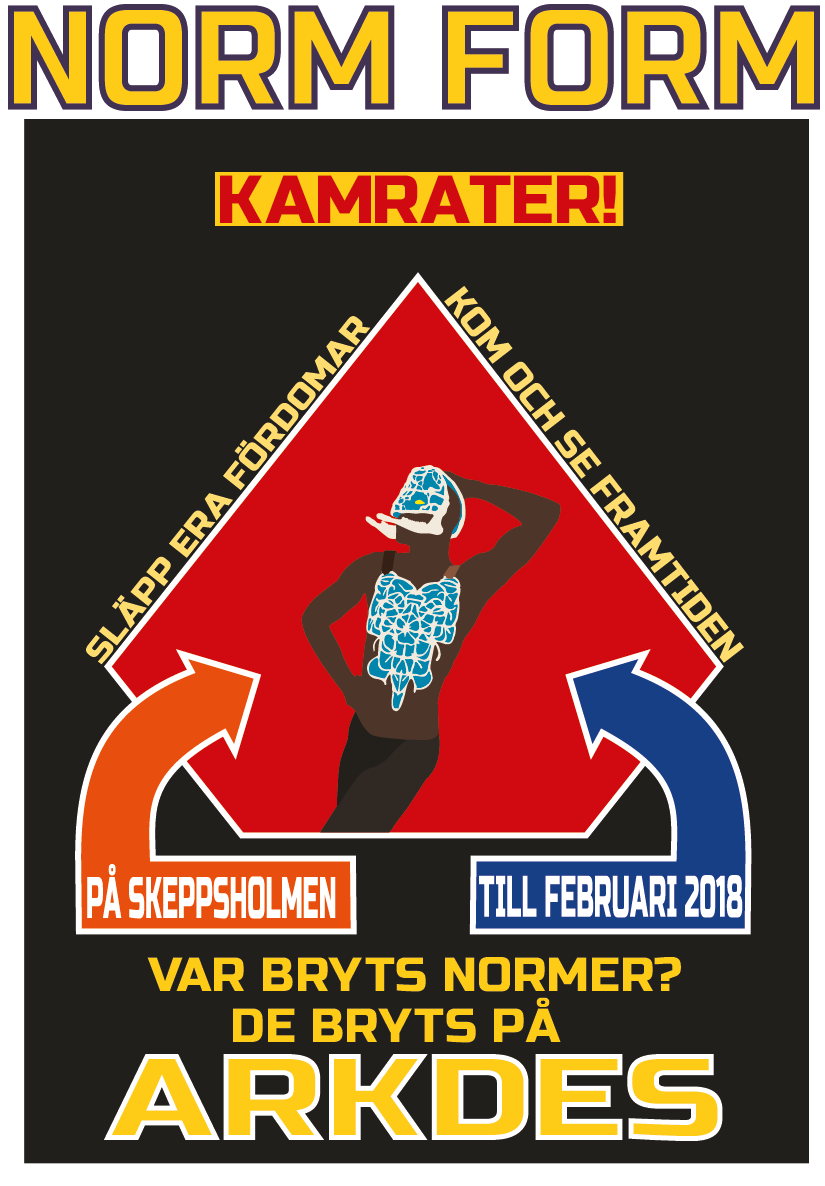 NORM FORM
KAMRATER!
SLÄPP ERA FÖRDOMAR
KOM OCH SE FRAMTIDEN
PÅ SKEPPSHOLMEN
TILL FEBRUARI 2018
VAR BRYTS NORMER?
DE BRYTS PÅ
ARKDES